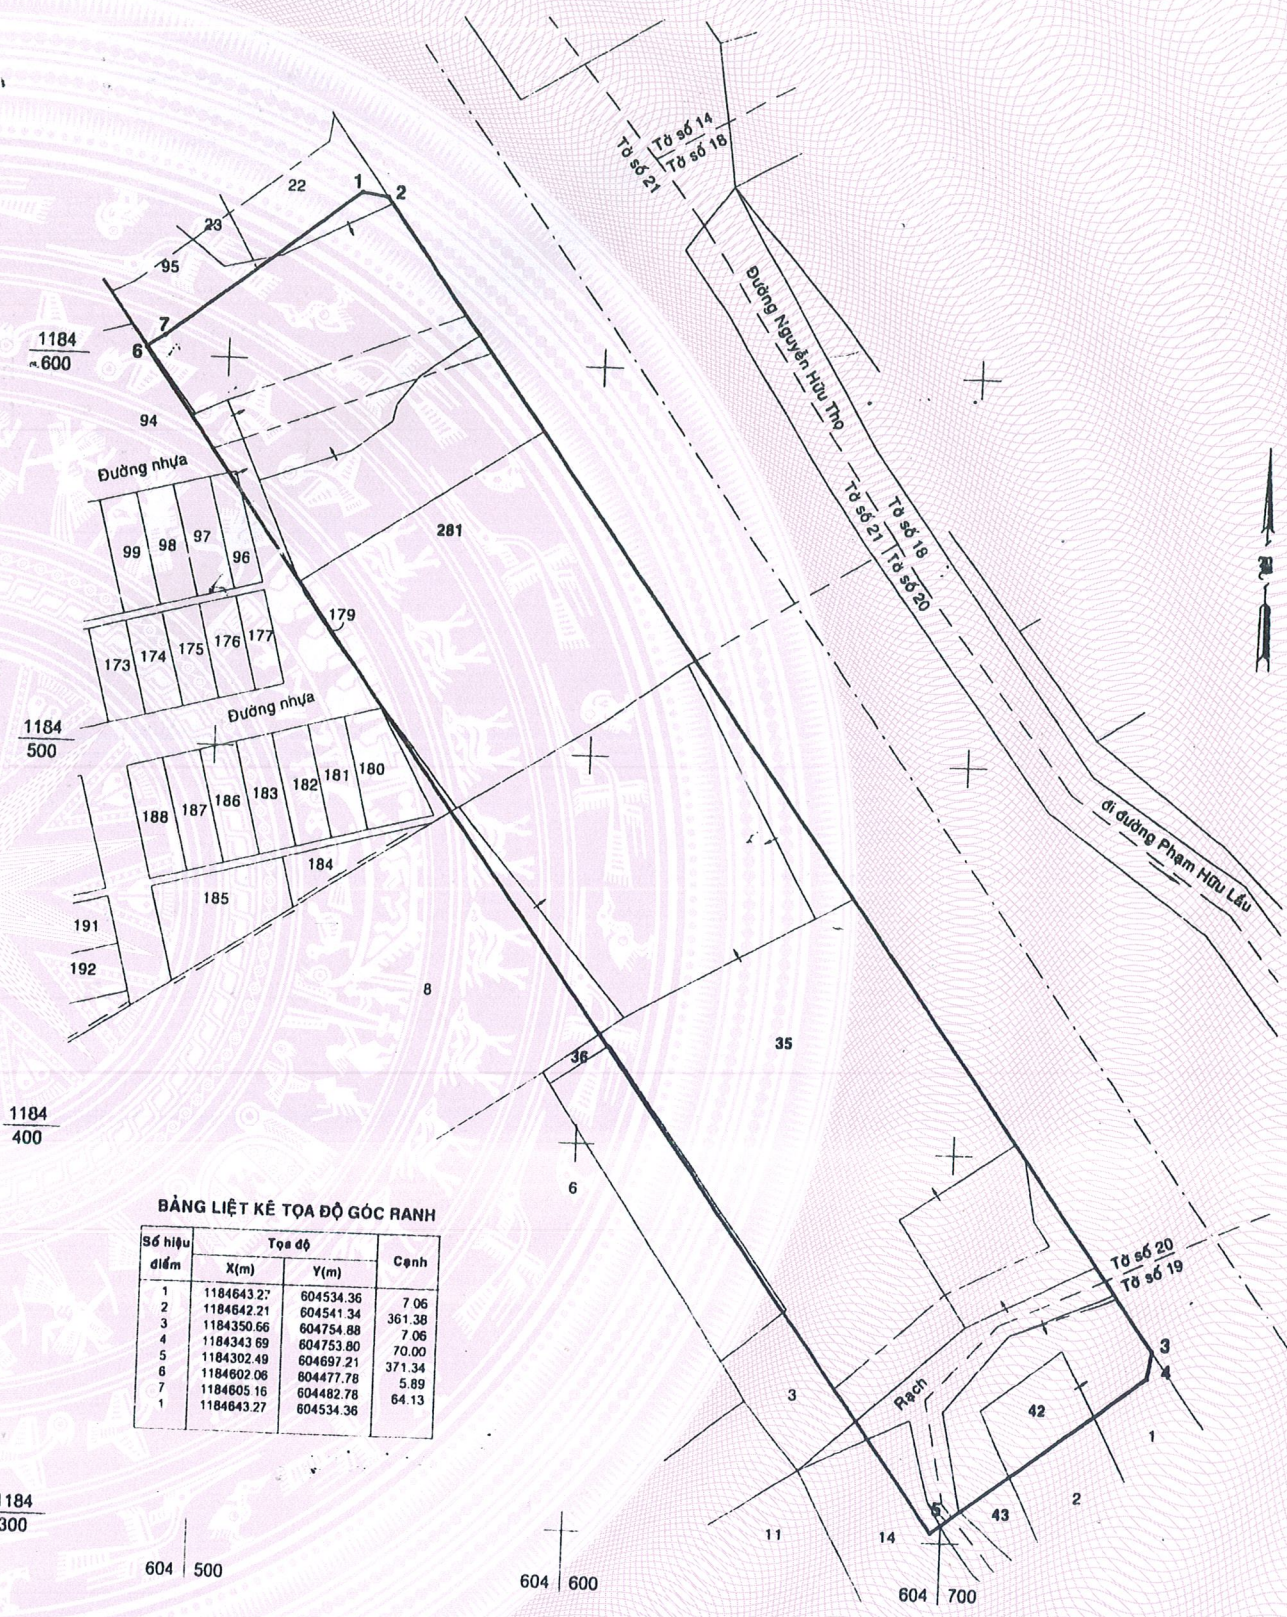 Tờ số 14
Tờ số 18
Tờ số 21
22
1
2
23
95
7
6
1184
600
94
Đường nhựa
Đường Nguyễn Hữu Thọ
99
98
97
96
281
Tờ số 21
Tờ số 18
Tờ số 20
179
173
174
175
176
177
Đường nhựa
1184
500
188
187
186
183
182
181
180
185
184
đi đường Phạm Hữu Lầu
191
192
8
36
35
1184
400
6
BẢNG LIỆT KÊ TỌA ĐỘ GÓC RANH
Số hiệu điểm
Tọa độ
Cạnh
X(m)
Y(m)
1 1184643.27 604534.36
7.06
2 1184642.21 604541.34
361.38
3 1184350.66 604754.88
7.06
4 1184343.69 604753.80
70.00
5 1184302.49 604697.21
371.34
6 1184602.06 604477.78
5.89
7 1184605.16 604482.78
64.13
1 1184643.27 604534.36
Tờ số 20
Tờ số 19
3
4
3
Rạch
42
1
2
5
43
11
14
1184
300
604 500
604 600
604 700